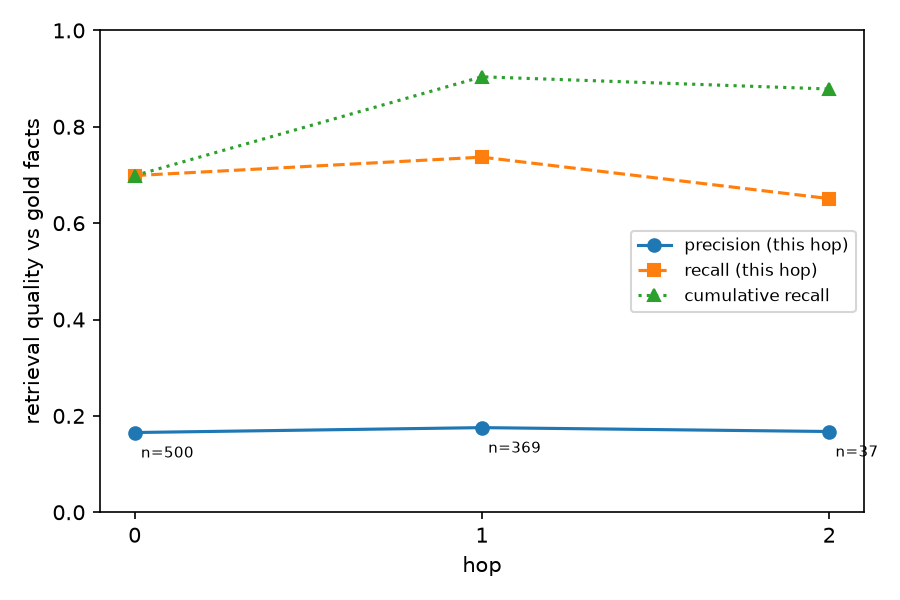 retrieval quality vs gold facts
1.0
0.8
0.6
0.4
0.2
0.0
precision (this hop)
recall (this hop)
cumulative recall
n=500
n=369
n=37
0
1
2
hop